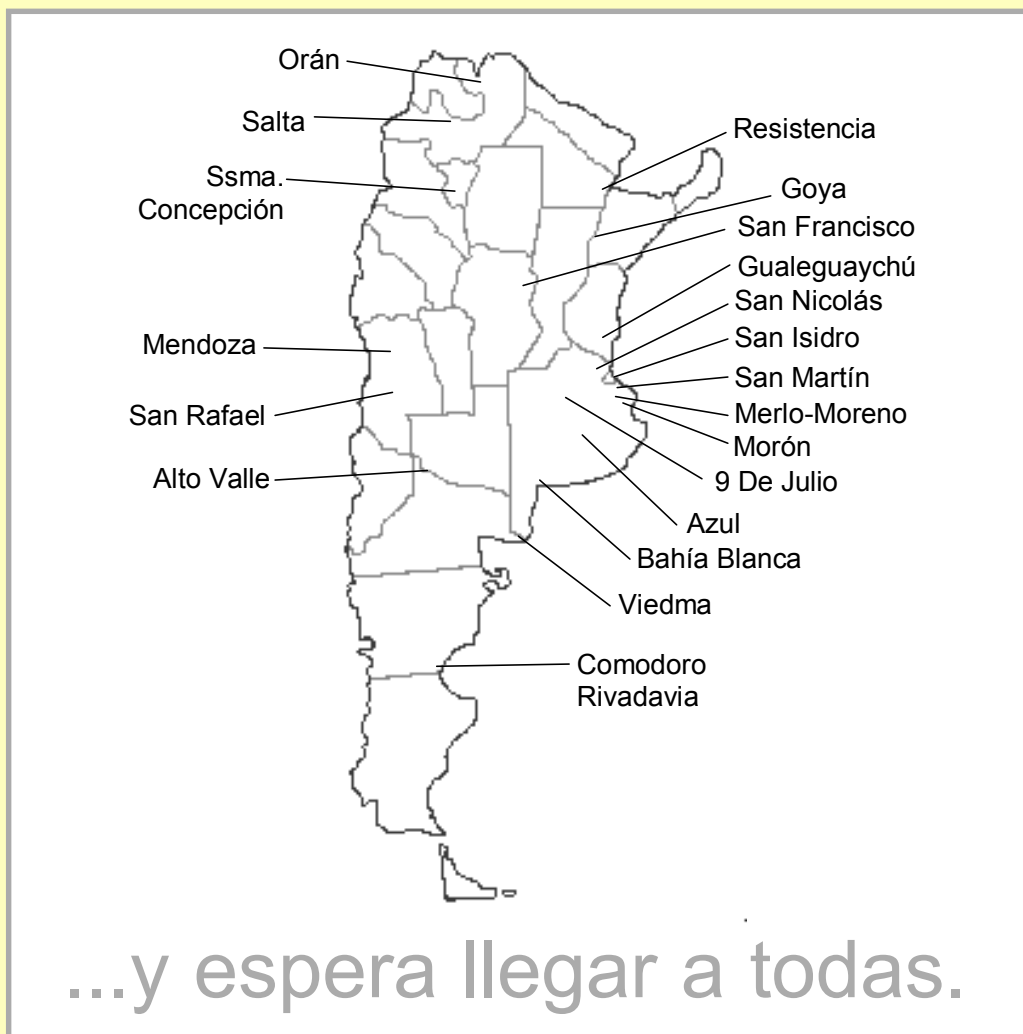 Orán
Salta
Ssma.
Concepción
Mendoza
San Rafael
Alto Valle
Resistencia
Goya
San Francisco
Gualeguaychú
San Nicolás
San Isidro
San Martín
Merlo-Moreno
Morón
9 De Julio
Azul
Bahía Blanca
Viedma
Comodoro
Rivadavia
...y espera llegar a todas.